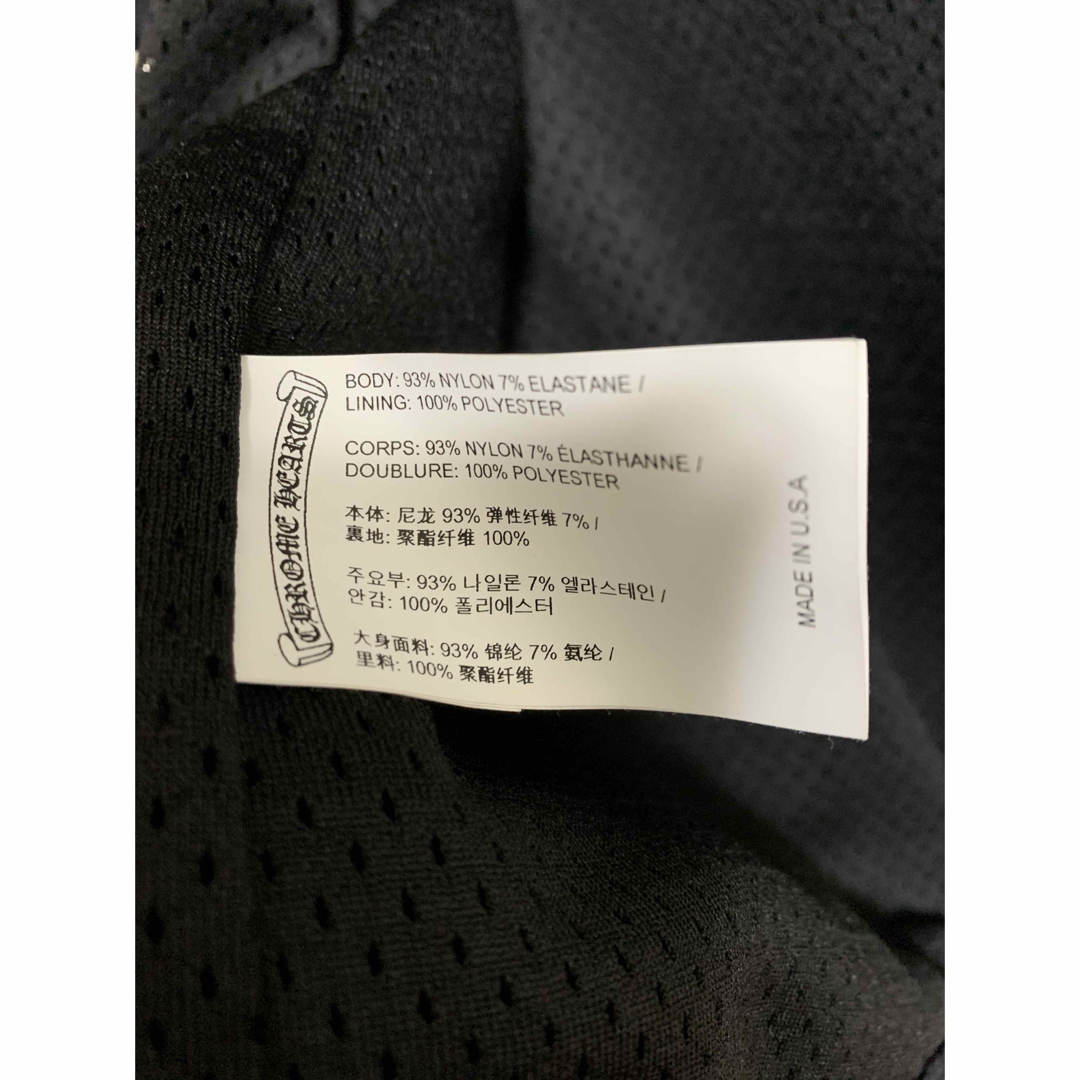 CHROME HEARTS
BODY: 93% NYLON 7% ELASTANE /
LINING: 100% POLYESTER
CORPS: 93% NYLON 7% ÉLASTHANNE /
DOUBLURE: 100% POLYESTER
本体: 尼龙 93% 弹性纤维 7% /
裏地: 聚酯纤维 100%
주요부: 93% 나일론 7% 엘라스테인 /
안감: 100% 폴리에스터
大身面料: 93% 锦纶 7% 氨纶 /
里料: 100% 聚酯纤维
MADE IN U.S.A